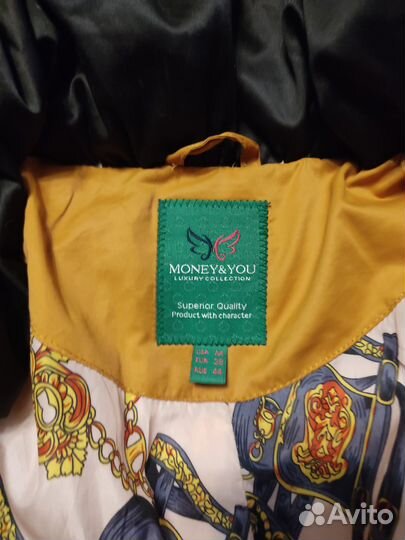 MONEY&YOU
LUXURY COLLECTION
Superior Quality
Product with character
USA M
EUR 38
RUS 44
Avito